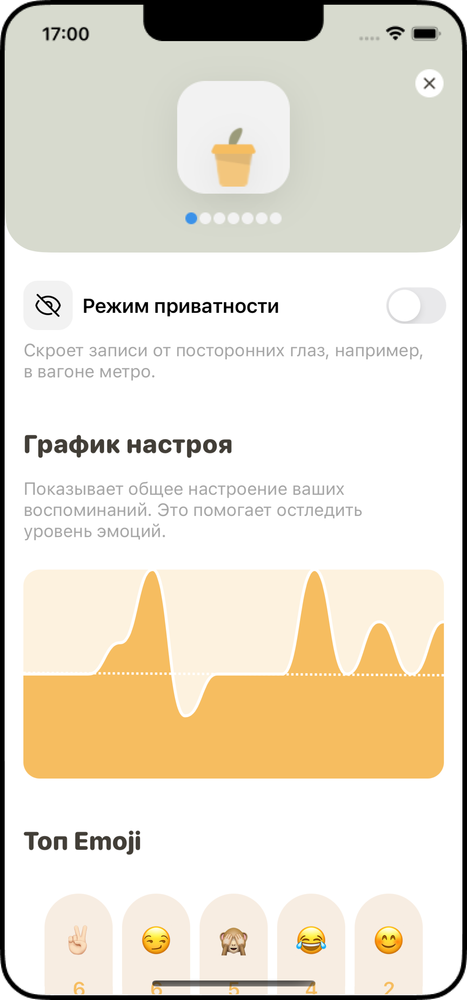 17:00
Режим приватности
Скроет записи от посторонних глаз, например,
в вагоне метро.
График настроя
Показывает общее настроение ваших
воспоминаний. Это помогает остледить
уровень эмоций.
Топ Emoji
6 6 5 4 2